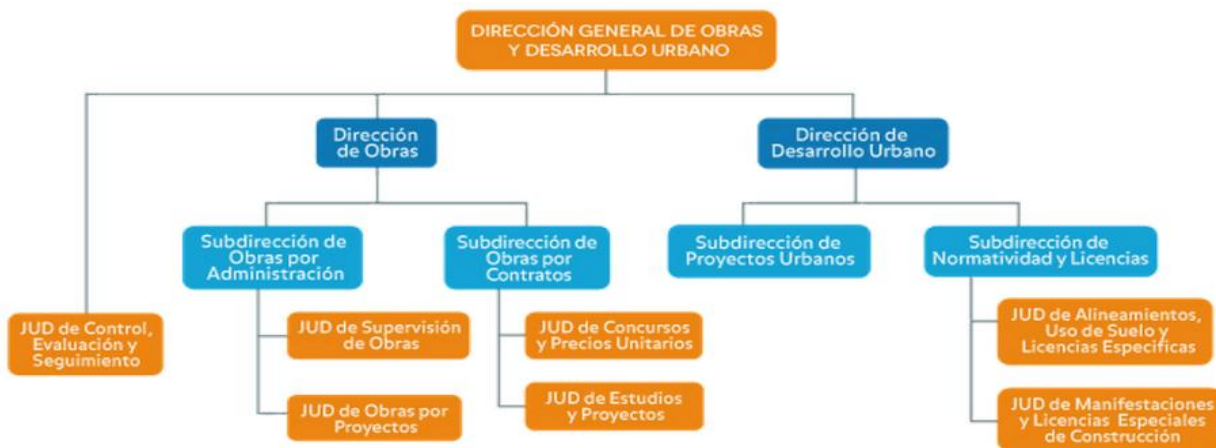 DIRECCIÓN GENERAL DE OBRAS
Y DESARROLLO URBANO
Dirección
de Obras
Dirección de
Desarrollo Urbano
Subdirección de
Obras por
Administración
Subdirección de
Obras por
Contratos
Subdirección de
Proyectos Urbanos
Subdirección de
Normatividad y Licencias
JUD de Control,
Evaluación y
Seguimiento
JUD de Supervisión
de Obras
JUD de Concursos
y Precios Unitarios
JUD de Alineamientos,
Uso de Suelo y
Licencias Especificas
JUD de Obras por
Proyectos
JUD de Estudios
y Proyectos
JUD de Manifestaciones
y Licencias Especiales
de Construcción